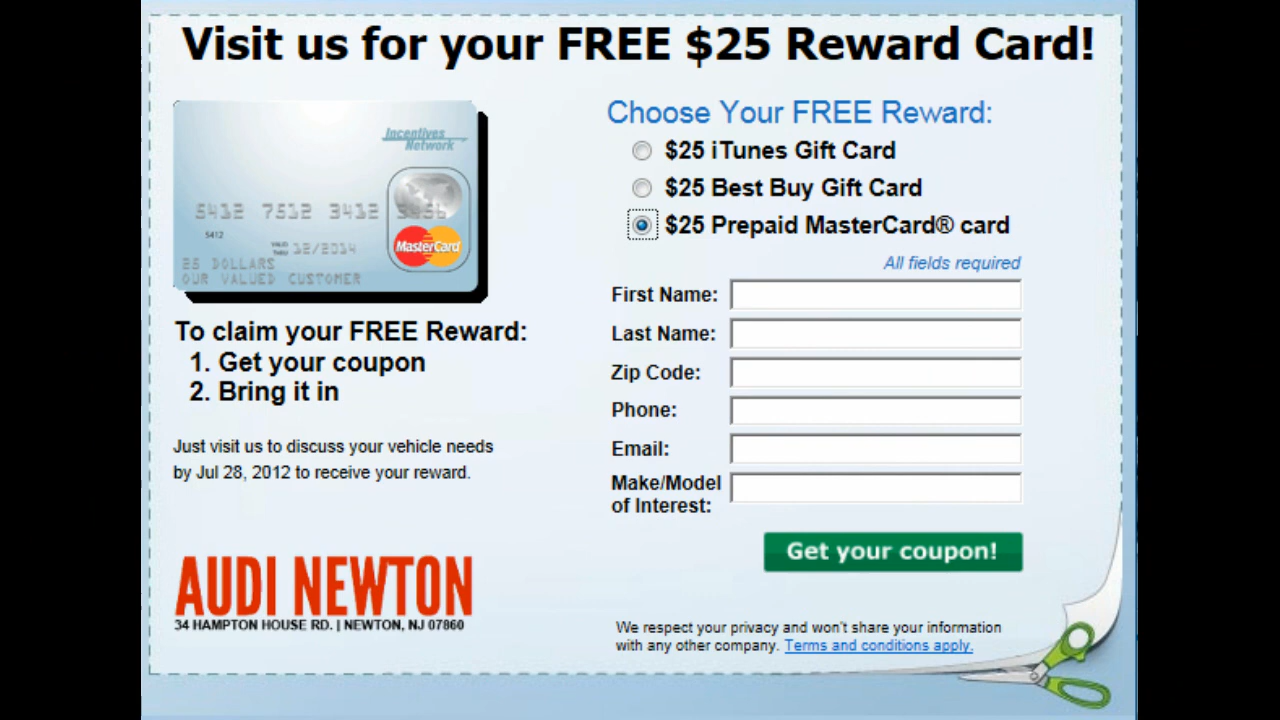 Visit us for your FREE $25 Reward Card!
Incentives
Network
5412 7512 3412 3456
5412
VALID
THRU 12/2014
MasterCard
25 DOLLARS
OUR VALUED CUSTOMER
To claim your FREE Reward:
1. Get your coupon
2. Bring it in
Just visit us to discuss your vehicle needs
by Jul 28, 2012 to receive your reward.
AUDI NEWTON
34 HAMPTON HOUSE RD. | NEWTON, NJ 07860
Choose Your FREE Reward:
$25 iTunes Gift Card
$25 Best Buy Gift Card
$25 Prepaid MasterCard® card
All fields required
First Name:
Last Name:
Zip Code:
Phone:
Email:
Make/Model
of Interest:
Get your coupon!
We respect your privacy and won't share your information
with any other company. Terms and conditions apply.